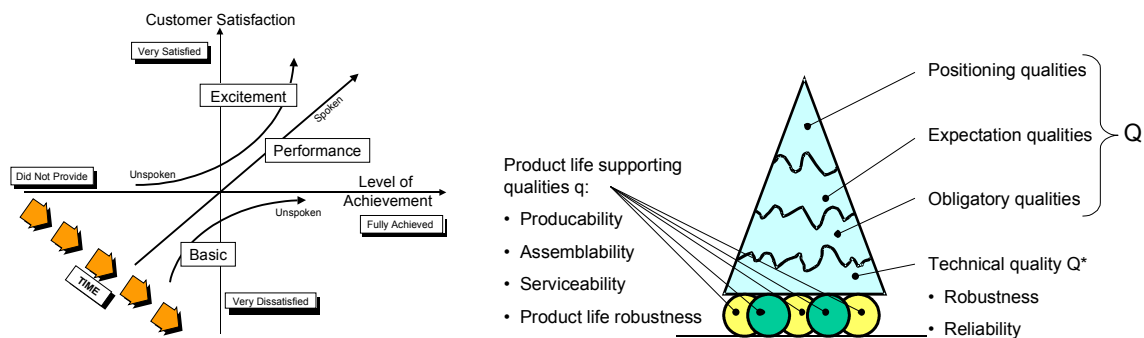 Customer Satisfaction
Very Satisfied
Excitement
Spoken
Performance
Did Not Provide
Unspoken
Level of
Achievement
Unspoken
Fully Achieved
Basic
TIME
Very Dissatisfied
Product life supporting
qualities q:
• Producability
• Assemblability
• Serviceability
• Product life robustness
Positioning qualities
Expectation qualities
Q
Obligatory qualities
Technical quality Q*
• Robustness
• Reliability